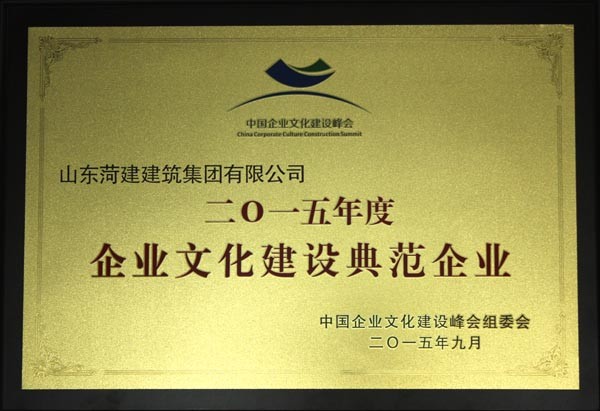 中国企业文化建设峰会
China Corporate Culture Construction Summit
山东菏建建筑集团有限公司
二〇一五年度
企业文化建设典范企业
中国企业文化建设峰会组委会
二〇一五年九月